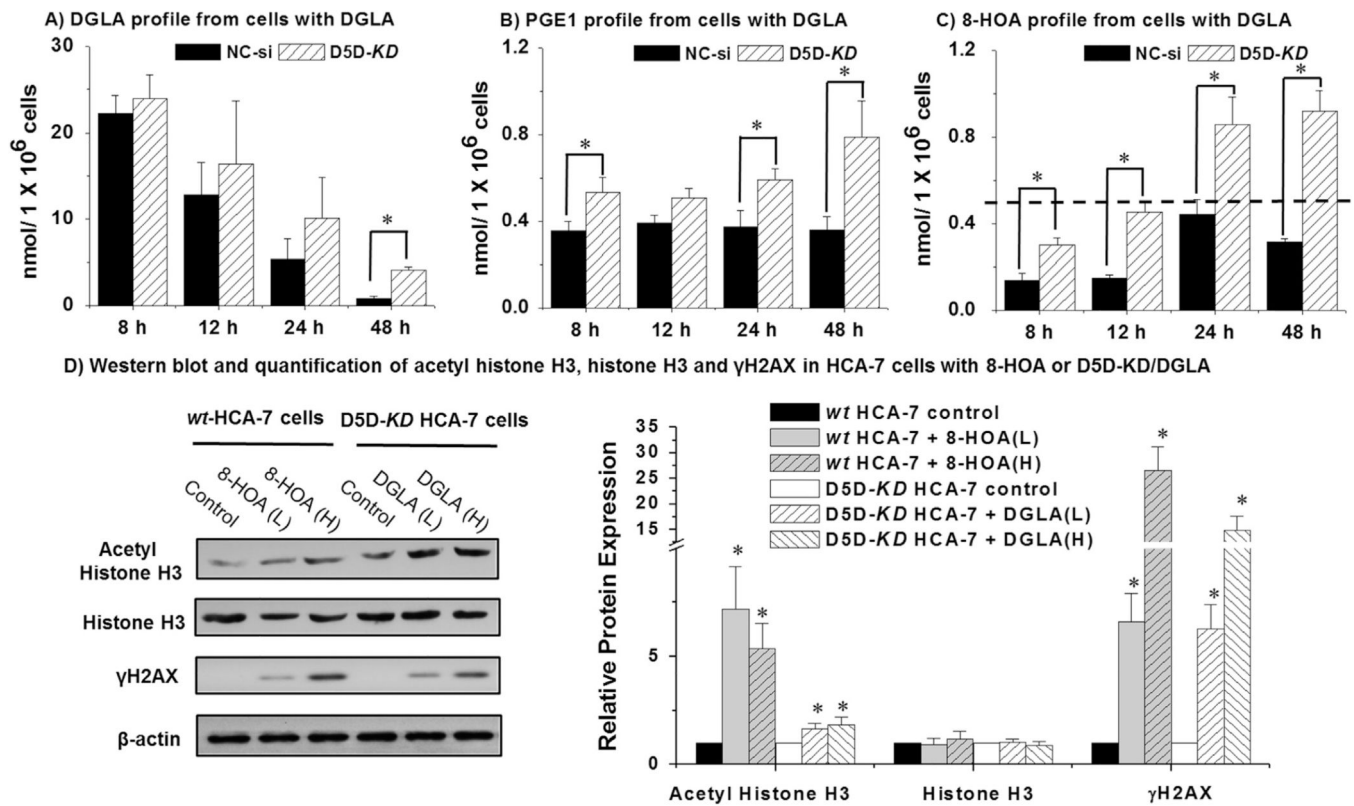 A) DGLA profile from cells with DGLA
NC-si
D5D-KD
nmol/ 1 X 10⁶ cells
30
20
10
0
*
8 h
12 h
24 h
48 h
B) PGE1 profile from cells with DGLA
NC-si
D5D-KD
nmol/ 1 X 10⁶ cells
1.2
0.8
0.4
0.0
*
*
*
8 h
12 h
24 h
48 h
C) 8-HOA profile from cells with DGLA
NC-si
D5D-KD
nmol/ 1 X 10⁶ cells
1.2
0.8
0.5
0.4
0.0
*
*
*
*
8 h
12 h
24 h
48 h
D) Western blot and quantification of acetyl histone H3, histone H3 and γH2AX in HCA-7 cells with 8-HOA or D5D-KD/DGLA
wt-HCA-7 cells
D5D-KD HCA-7 cells
Control
8-HOA (L)
8-HOA (H)
Control
DGLA (L)
DGLA (H)
Acetyl
Histone H3
Histone H3
γH2AX
β-actin
wt HCA-7 control
wt HCA-7 + 8-HOA(L)
wt HCA-7 + 8-HOA(H)
D5D-KD HCA-7 control
D5D-KD HCA-7 + DGLA(L)
D5D-KD HCA-7 + DGLA(H)
Relative Protein Expression
35
30
25
20
15
5
0
*
*
*
*
*
*
*
*
Acetyl Histone H3
Histone H3
γH2AX